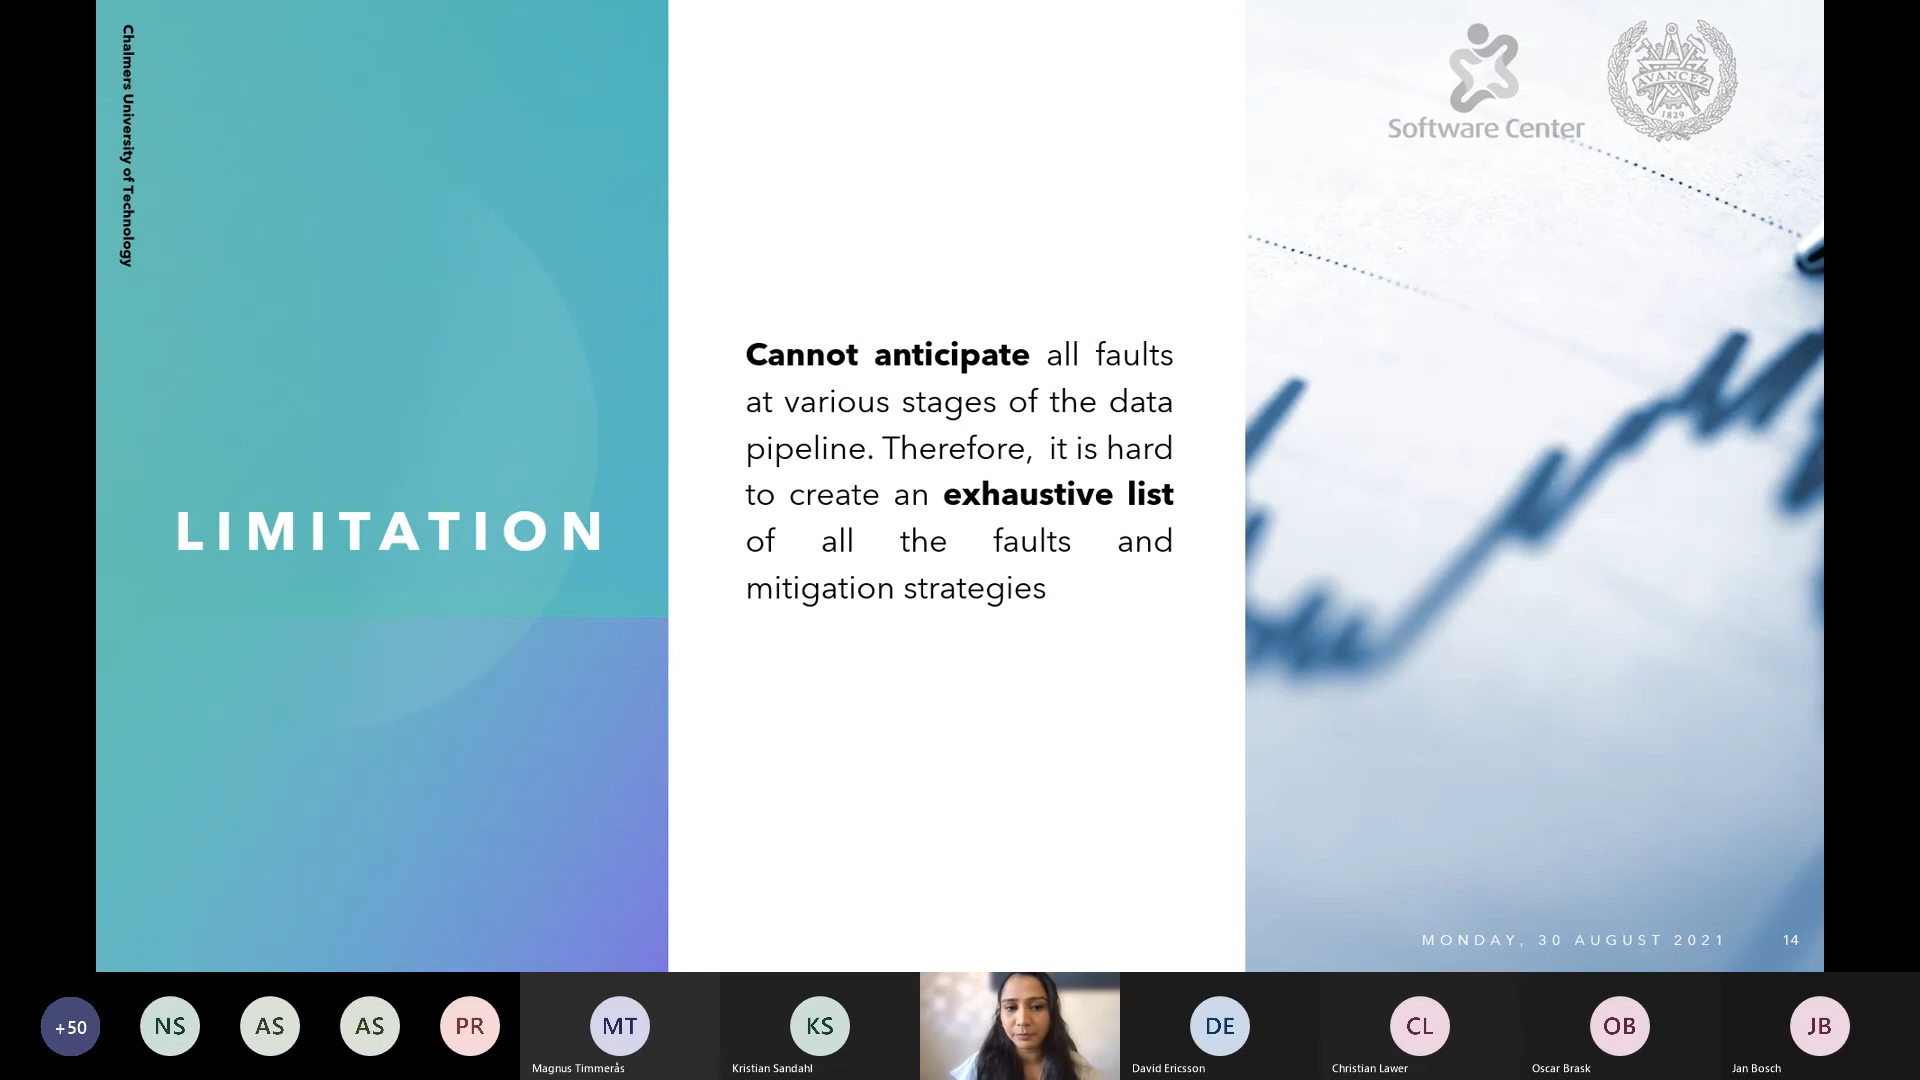 Chalmers University of Technology
Software Center
AVANCEZ
1829
LIMITATION
Cannot anticipate all faults
at various stages of the data
pipeline. Therefore, it is hard
to create an exhaustive list
of all the faults and
mitigation strategies
MONDAY, 30 AUGUST 2021
14
+50
NS
AS
AS
PR
MT
KS
DE
CL
OB
JB
Magnus Timmerås
Kristian Sandahl
David Ericsson
Christian Lawer
Oscar Brask
Jan Bosch